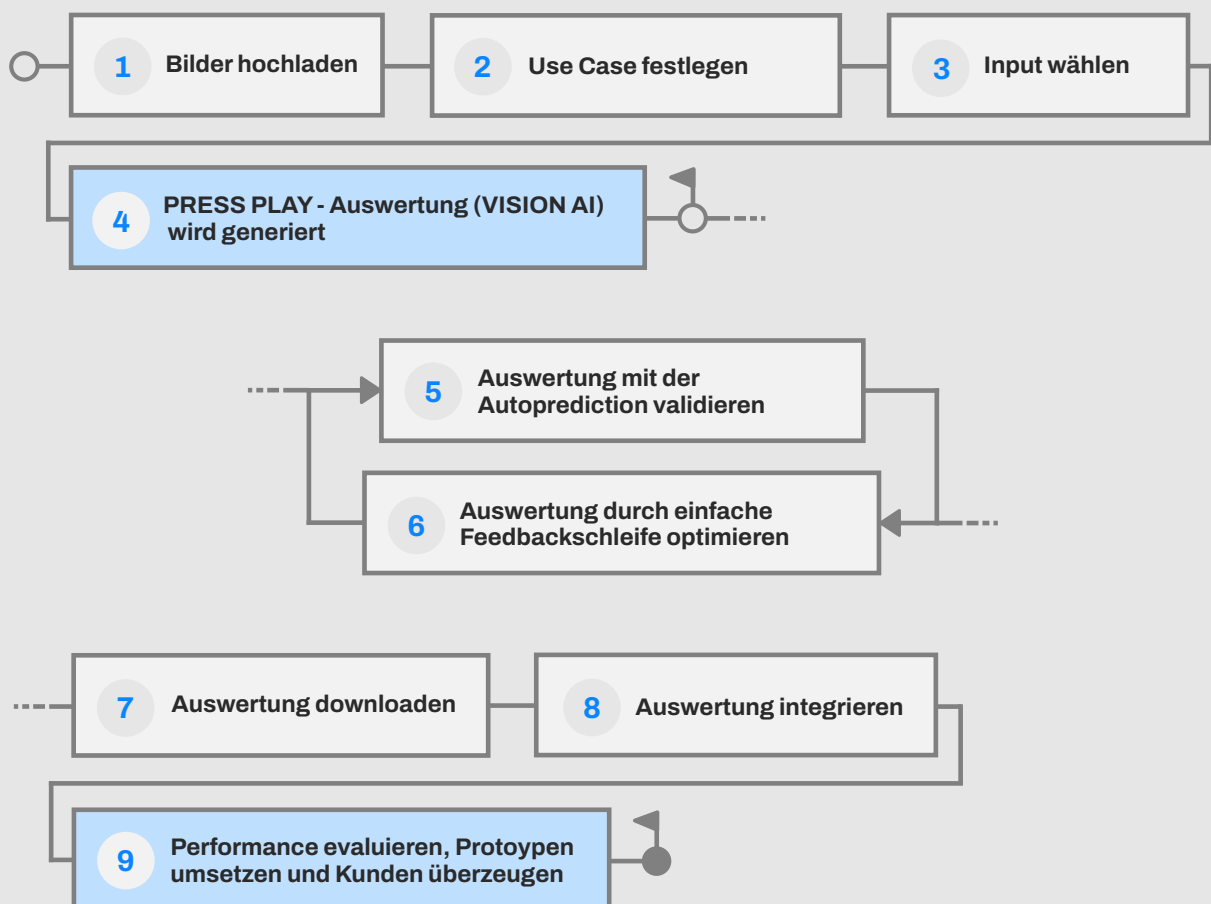 1 Bilder hochladen
2 Use Case festlegen
3 Input wählen
4 PRESS PLAY - Auswertung (VISION AI)
wird generiert
5 Auswertung mit der
Autoprediction validieren
6 Auswertung durch einfache
Feedbackschleife optimieren
7 Auswertung downloaden
8 Auswertung integrieren
9 Performance evaluieren, Protoypen
umsetzen und Kunden überzeugen